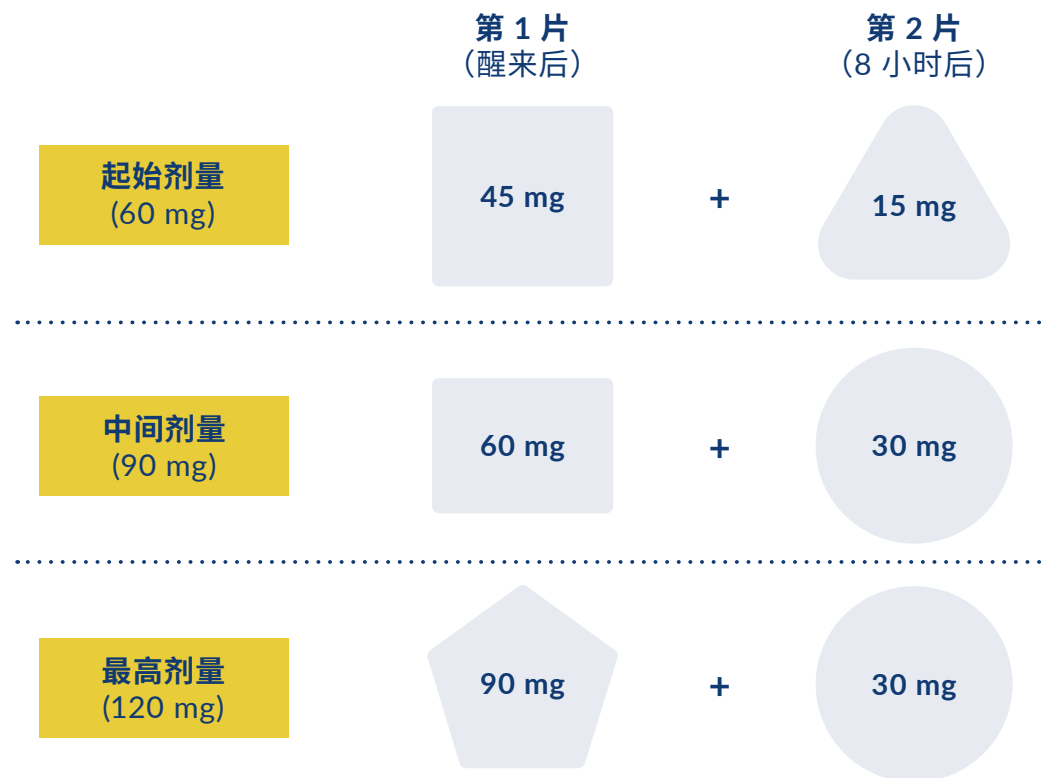 第 1 片
（醒来后）
第 2 片
（8 小时后）
起始剂量
(60 mg)
45 mg
+
15 mg
中间剂量
(90 mg)
60 mg
+
30 mg
最高剂量
(120 mg)
90 mg
+
30 mg